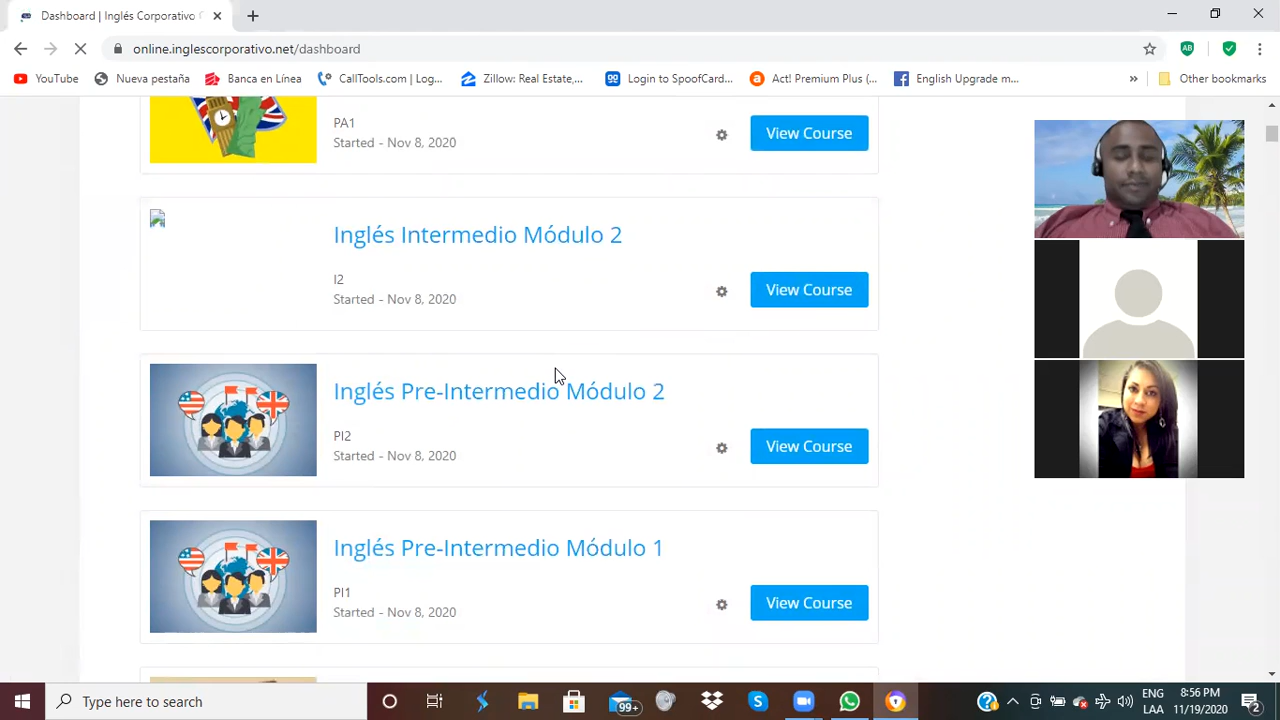 Dashboard | Inglés Corporativo
online.inglescorporativo.net/dashboard
YouTube
Nueva pestaña
Banca en Línea
CallTools.com | Log...
Zillow: Real Estate,...
Login to SpoofCard...
Act! Premium Plus (...
English Upgrade m...
»
Other bookmarks
PA1
Started - Nov 8, 2020
View Course
Inglés Intermedio Módulo 2
I2
Started - Nov 8, 2020
View Course
Inglés Pre-Intermedio Módulo 2
PI2
Started - Nov 8, 2020
View Course
Inglés Pre-Intermedio Módulo 1
PI1
Started - Nov 8, 2020
View Course
Type here to search
99+
ENG
LAA
8:56 PM
11/19/2020
2